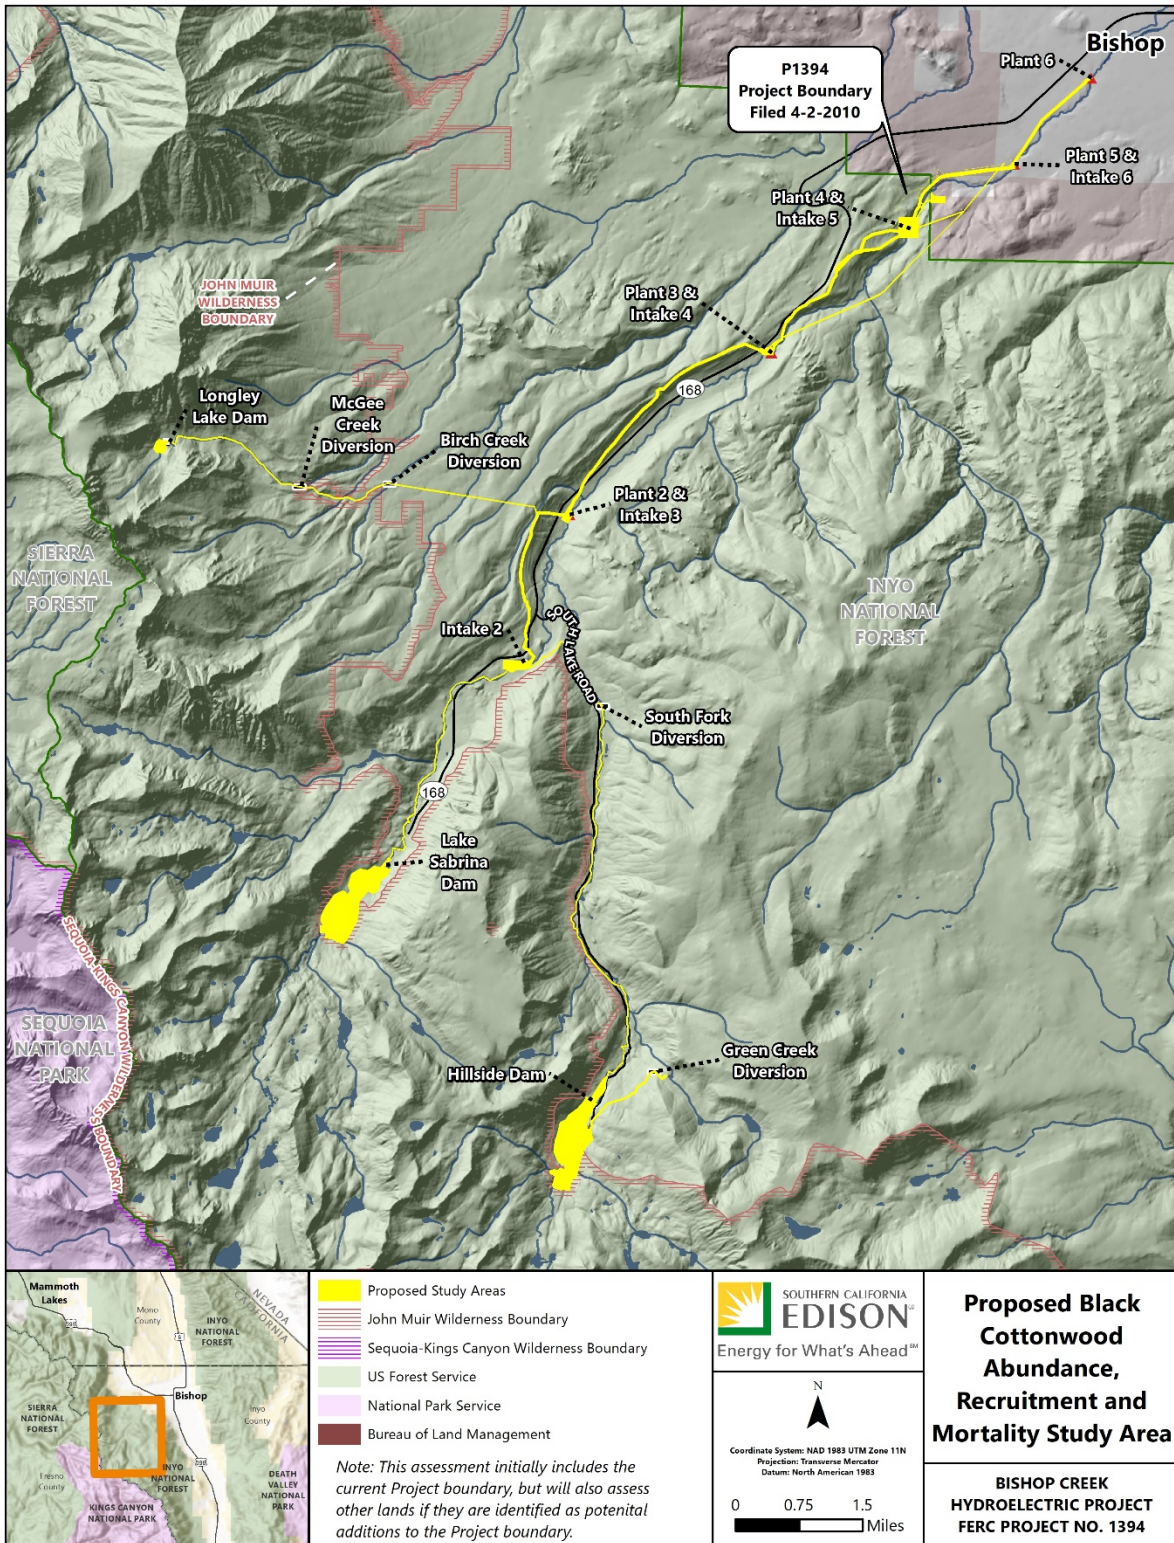 Bishop
Plant 6
P1394
Project Boundary
Filed 4-2-2010
Plant 5 &
Intake 6
Plant 4 &
Intake 5
JOHN MUIR
WILDERNESS
BOUNDARY
Plant 3 &
Intake 4
168
Longley
Lake Dam
McGee
Creek
Diversion
Birch Creek
Diversion
Plant 2 &
Intake 3
SIERRA
NATIONAL
FOREST
INYO
NATIONAL
FOREST
SOUTH LAKE ROAD
Intake 2
South Fork
Diversion
168
Lake
Sabrina
Dam
SEQUOIA-KINGS CANYON WILDERNESS BOUNDARY
SEQUOIA
NATIONAL
PARK
Hillside Dam
Green Creek
Diversion
Mammoth
Lakes
Mono
County
NEVADA
CALIFORNIA
INYO
NATIONAL
FOREST
6
395
Bishop
SIERRA
NATIONAL
FOREST
Inyo
County
395
INYO
NATIONAL
FOREST
Fresno
County
DEATH
VALLEY
NATIONAL
PARK
KINGS CANYON
NATIONAL PARK
Proposed Study Areas
John Muir Wilderness Boundary
Sequoia-Kings Canyon Wilderness Boundary
US Forest Service
National Park Service
Bureau of Land Management
Note: This assessment initially includes the
current Project boundary, but will also assess
other lands if they are identified as potenital
additions to the Project boundary.
SOUTHERN CALIFORNIA
EDISON
Energy for What's Ahead℠
N
Coordinate System: NAD 1983 UTM Zone 11N
Projection: Transverse Mercator
Datum: North American 1983
0 0.75 1.5
Miles
Proposed Black
Cottonwood
Abundance,
Recruitment and
Mortality Study Area
BISHOP CREEK
HYDROELECTRIC PROJECT
FERC PROJECT NO. 1394